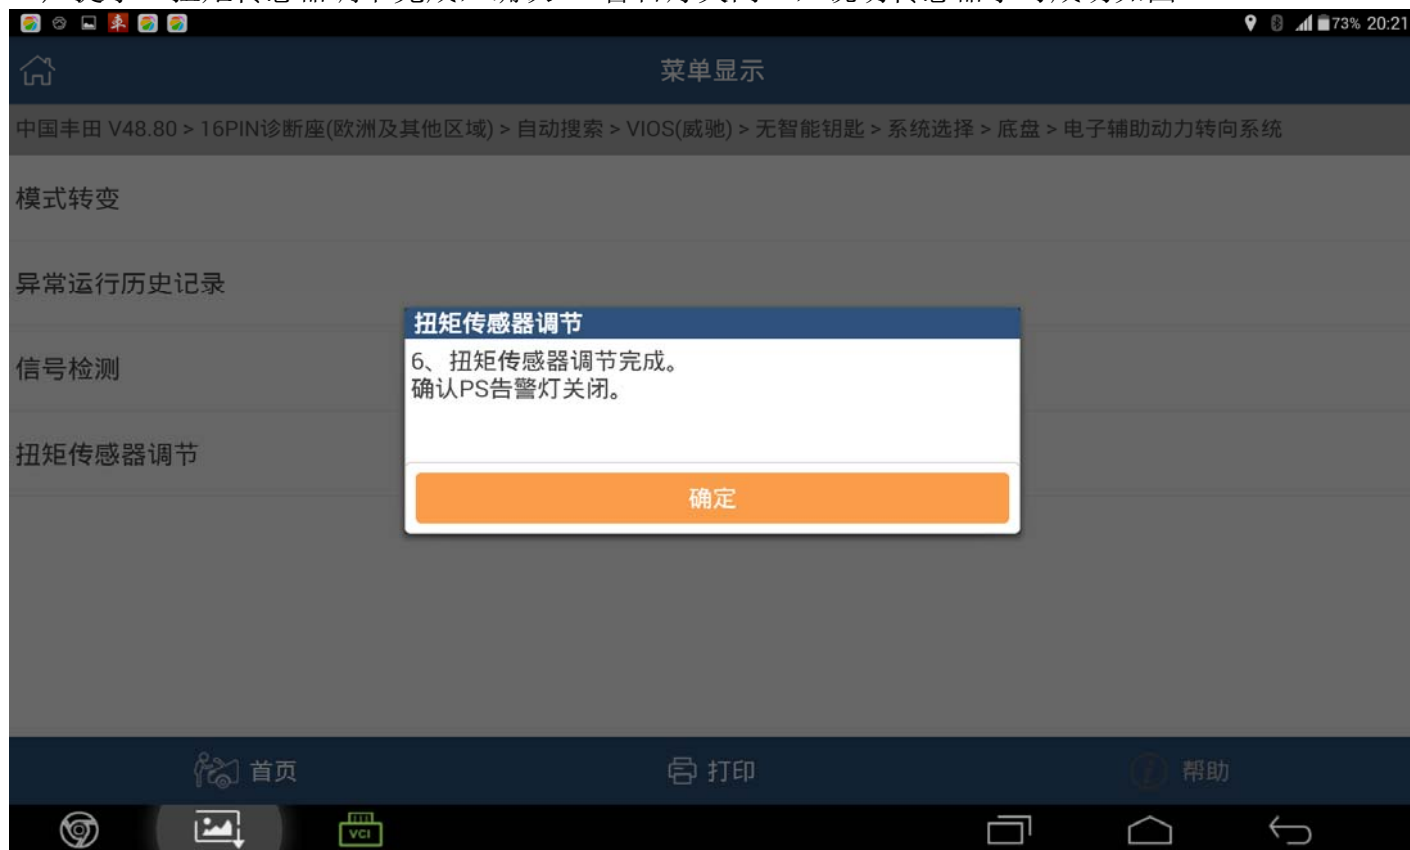 73% 20:21
菜单显示
中国丰田 V48.80 > 16PIN诊断座(欧洲及其他区域) > 自动搜索 > VIOS(威驰) > 无智能钥匙 > 系统选择 > 底盘 > 电子辅助动力转向系统
模式转变
异常运行历史记录
信号检测
扭矩传感器调节
扭矩传感器调节
6、扭矩传感器调节完成。
确认PS告警灯关闭。
确定
首页
打印
帮助
VCI